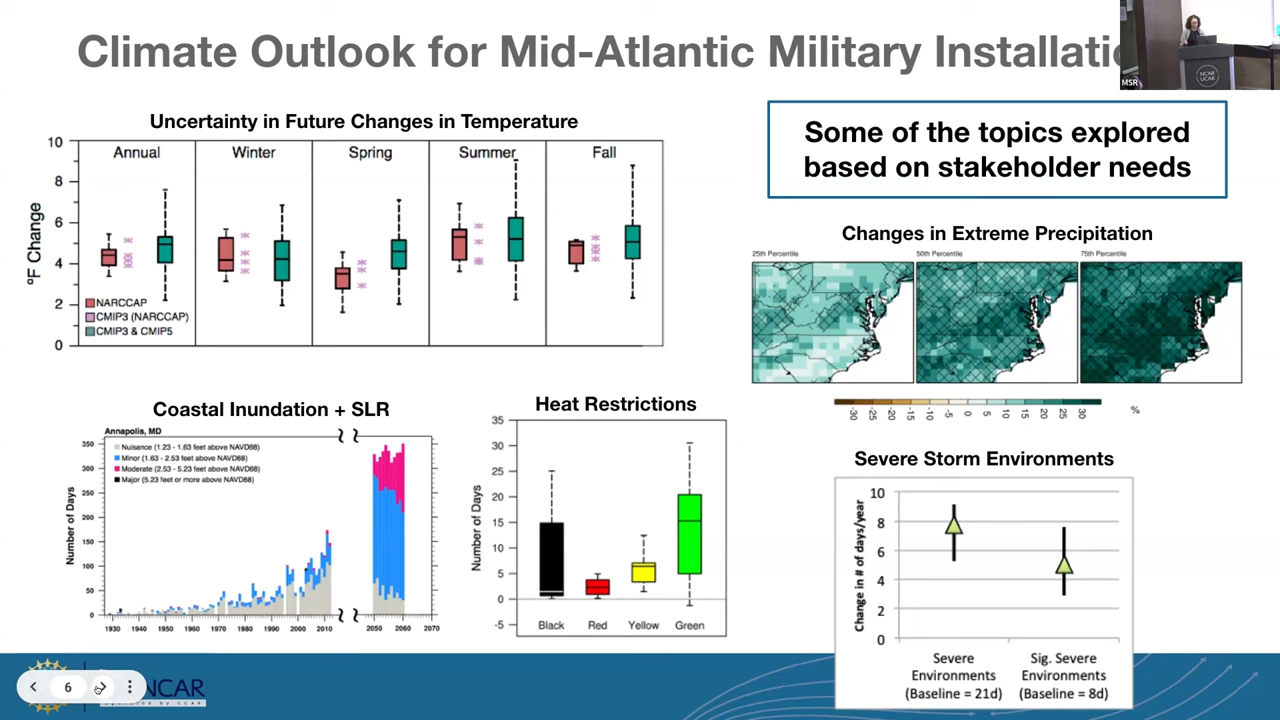 Climate Outlook for Mid-Atlantic Military Installatio
MSR
NCAR
UCAR
Uncertainty in Future Changes in Temperature
Annual Winter Spring Summer Fall
10
8
6
4
2
0
°F Change
NARCCAP
CMIP3 (NARCCAP)
CMIP3 & CMIP5
Some of the topics explored
based on stakeholder needs
Changes in Extreme Precipitation
25th Percentile 50th Percentile 75th Percentile
-30 -25 -20 -15 -10 -5 0 5 10 15 20 25 30 %
Coastal Inundation + SLR
Annapolis, MD
Nuisance (1.23 - 1.63 feet above NAVD88)
Minor (1.63 - 2.53 feet above NAVD88)
Moderate (2.53 - 5.23 feet above NAVD88)
Major (5.23 feet or more above NAVD88)
350
300
250
200
150
100
50
0
Number of Days
1930 1940 1950 1960 1970 1980 1990 2000 2010 2050 2060 2070
Heat Restrictions
35
30
25
20
15
10
5
0
-5
Number of Days
Black Red Yellow Green
Severe Storm Environments
10
8
6
4
2
0
Change in # of days/year
Severe Sig. Severe
Environments Environments
(Baseline = 21d) (Baseline = 8d)
6
NCAR